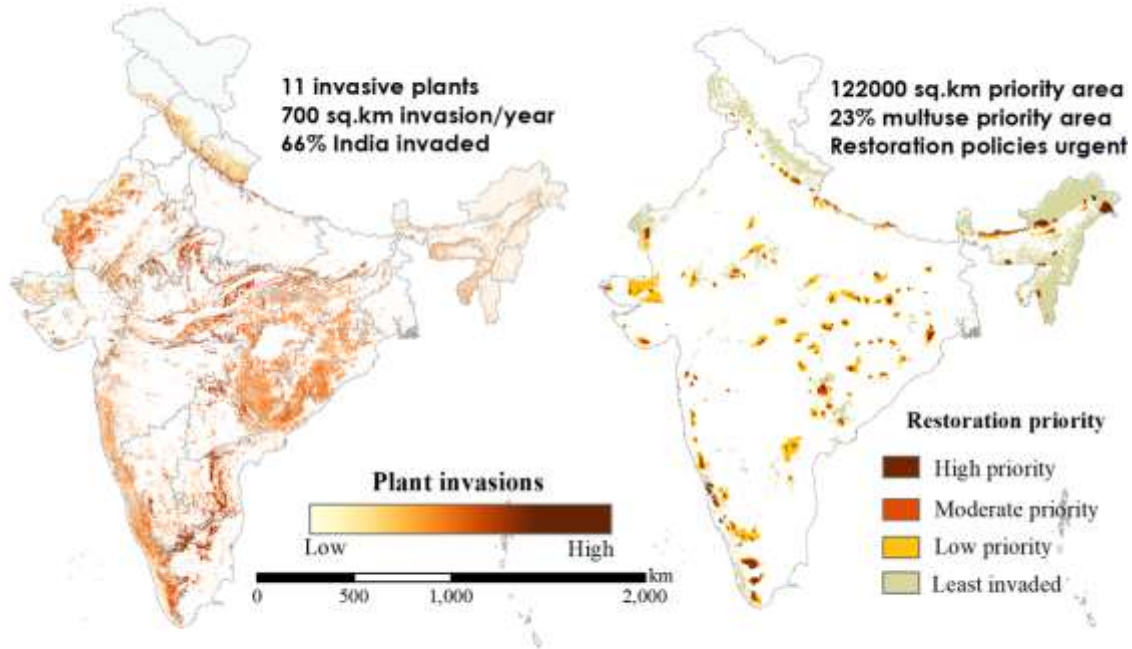 11 invasive plants
700 sq.km invasion/year
66% India invaded
122000 sq.km priority area
23% multuse priority area
Restoration policies urgent
Plant invasions
Low
High
km
0
500
1,000
2,000
Restoration priority
High priority
Moderate priority
Low priority
Least invaded